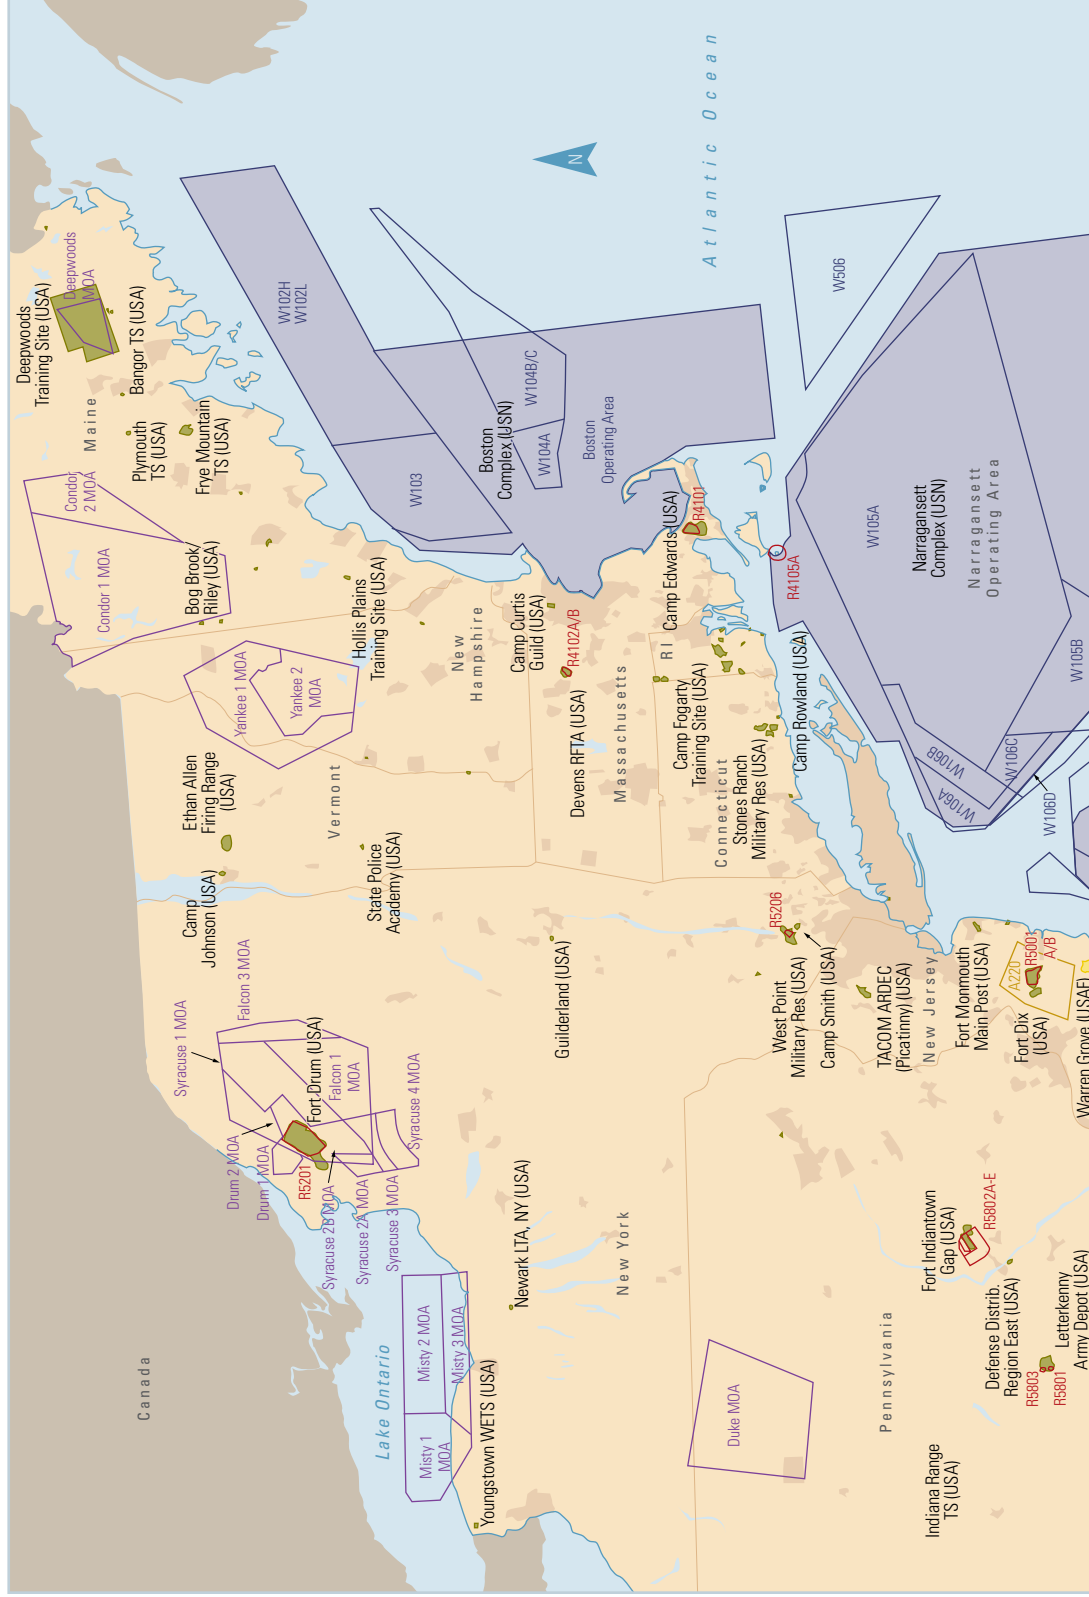 Deepwoods
Training Site (USA)
Deepwoods
MOA
Bangor TS (USA)
Maine
Plymouth
TS (USA)
Frye Mountain
TS (USA)
Condor
2 MOA
Condor 1 MOA
Bog Brook/
Riley (USA)
Yankee 1 MOA
Yankee 2
MOA
Hollis Plains
Training Site (USA)
New
Hampshire
Ethan Allen
Firing Range
(USA)
Vermont
Camp
Johnson (USA)
State Police
Academy (USA)
Syracuse 1 MOA
Falcon 3 MOA
Fort Drum (USA)
Falcon 1
MOA
Syracuse 4 MOA
Drum 2 MOA
Drum 1 MOA
R5201
Syracuse 2B MOA
Syracuse 2A MOA
Syracuse 3 MOA
Canada
Lake Ontario
Misty 1
MOA
Misty 2 MOA
Misty 3 MOA
Youngstown WETS (USA)
Newark LTA, NY (USA)
New York
Guilderland (USA)
W102H
W102L
W103
Boston
Complex (USN)
W104A
W104B/C
Boston
Operating Area
N
Atlantic Ocean
W506
Camp Curtis
Guild (USA)
R4102A/B
Devens RFTA (USA)
Massachusetts
Camp Edwards (USA)
R4101
RI
Camp Fogarty
Training Site (USA)
Connecticut
Stones Ranch
Military Res (USA)
Camp Rowland (USA)
R4105A
W105A
Narragansett
Complex (USN)
Narragansett
Operating Area
W105B
W106A
W106B
W106C
W106D
R5206
West Point
Military Res (USA)
Camp Smith (USA)
TACOM ARDEC
(Picatinny) (USA)
New Jersey
Fort Monmouth
Main Post (USA)
A220
R5001
A/B
Fort Dix
(USA)
Warren Grove (USAF)
Duke MOA
Pennsylvania
Fort Indiantown
Gap (USA)
R5802A-E
Defense Distrib.
Region East (USA)
R5803
R5801
Letterkenny
Army Depot (USA)
Indiana Range
TS (USA)